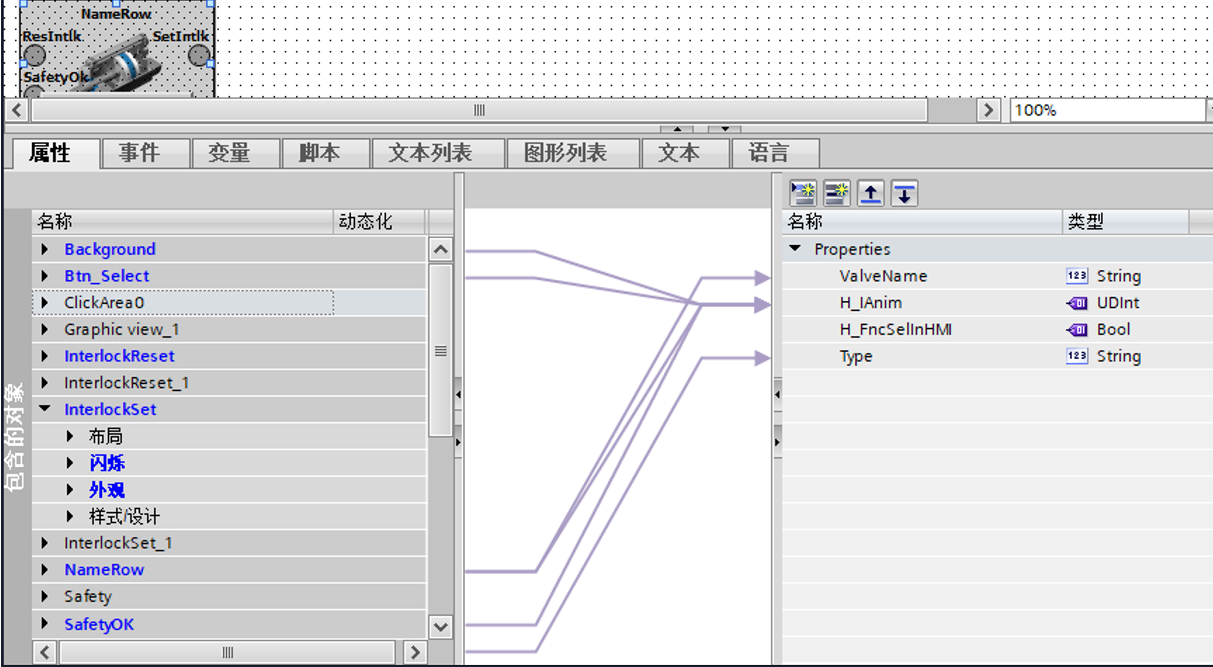 NameRow
ResIntlk SetIntlk
SafetyOk
100%
属性 事件 变量 脚本 文本列表 图形列表 文本 语言
名称 动态化
Background
Btn_Select
ClickArea0
Graphic view_1
InterlockReset
InterlockReset_1
InterlockSet
布局
闪烁
外观
样式/设计
InterlockSet_1
NameRow
Safety
SafetyOK
包含的对象
名称 类型
Properties
ValveName 123 String
H_IAnim UDInt
H_FncSelInHMI Bool
Type 123 String